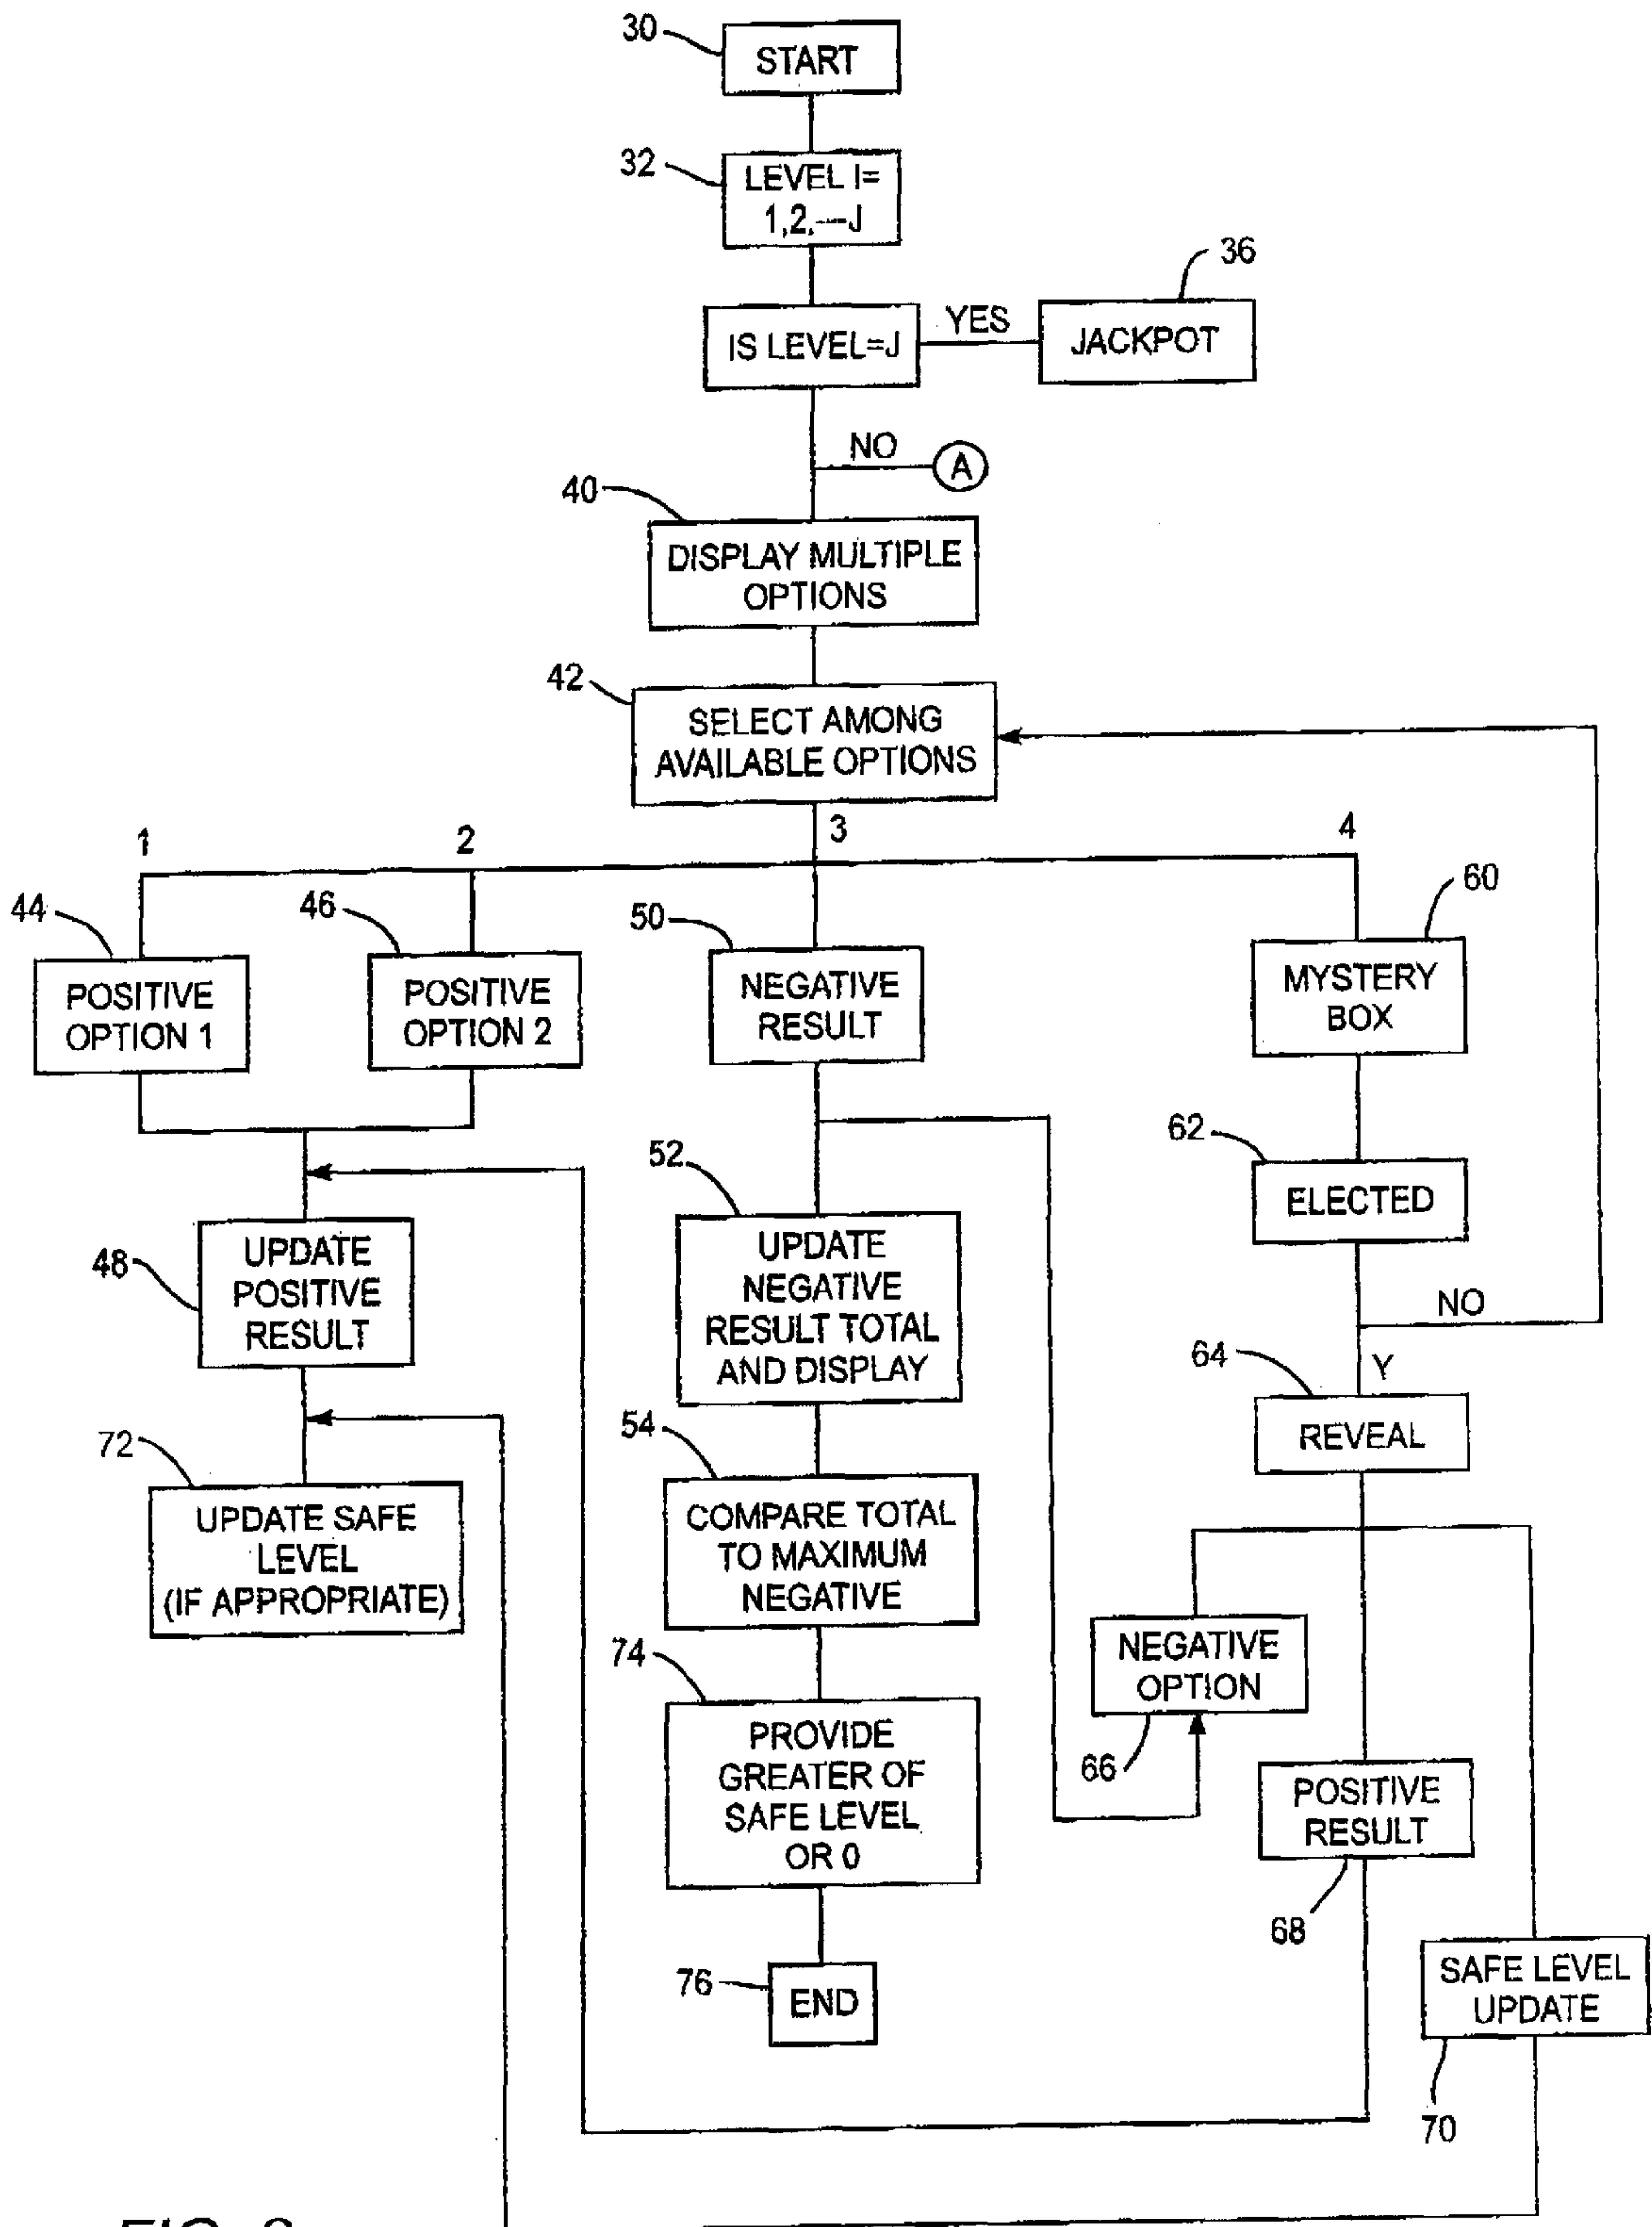 30
START
32
LEVEL I=
1,2,---J
36
IS LEVEL=J
YES
JACKPOT
NO
A
40
DISPLAY MULTIPLE
OPTIONS
42
SELECT AMONG
AVAILABLE OPTIONS
1
2
3
4
44
46
50
60
POSITIVE
OPTION 1
POSITIVE
OPTION 2
NEGATIVE
RESULT
MYSTERY
BOX
62
ELECTED
52
48
UPDATE
POSITIVE
RESULT
UPDATE
NEGATIVE
RESULT TOTAL
AND DISPLAY
NO
64
Y
REVEAL
72
UPDATE SAFE
LEVEL
(IF APPROPRIATE)
54
COMPARE TOTAL
TO MAXIMUM
NEGATIVE
74
PROVIDE
GREATER OF
SAFE LEVEL
OR 0
NEGATIVE
OPTION
66
POSITIVE
RESULT
68
76
END
SAFE LEVEL
UPDATE
70